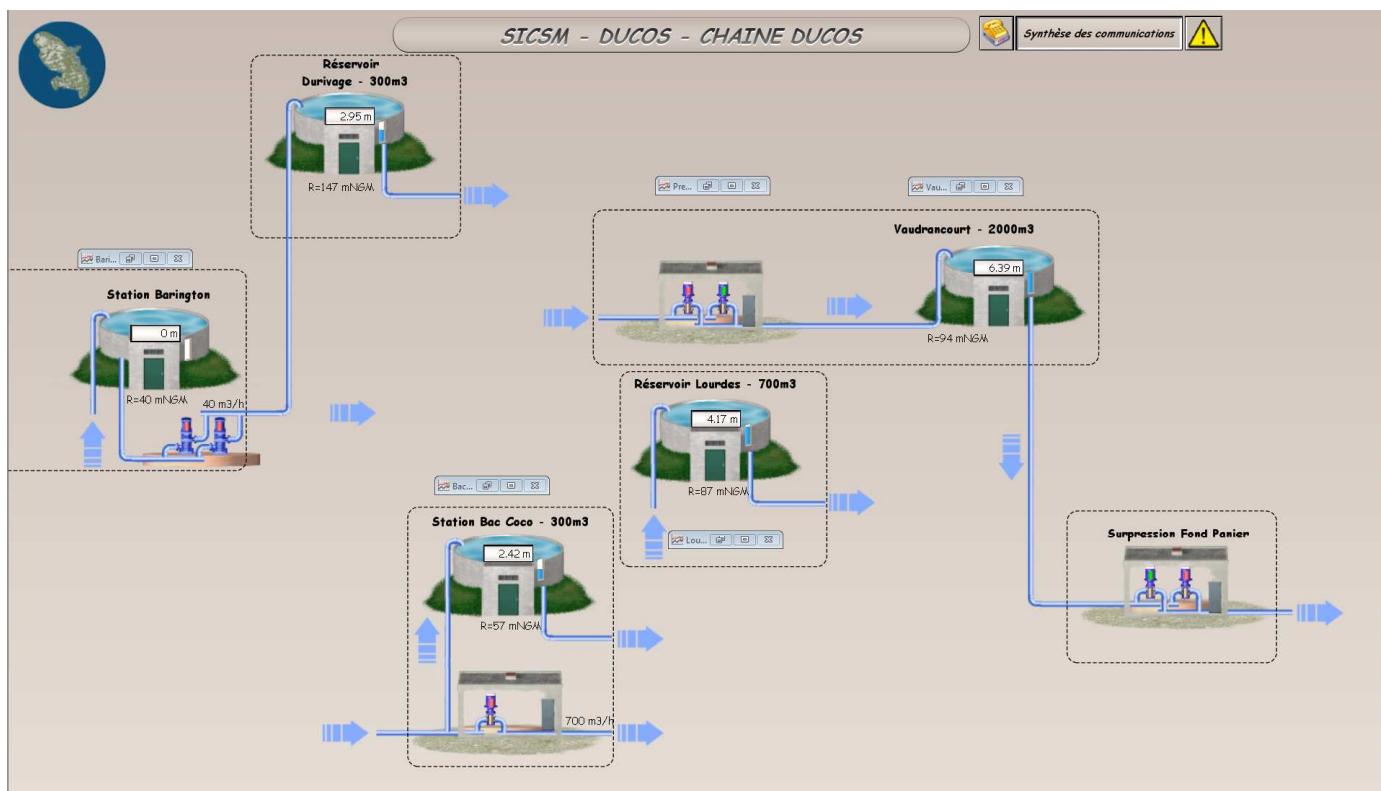 SICSM - DUCOS - CHAINE DUCOS
Synthèse des communications
Réservoir
Durivage - 300m3
2.95 m
R=147 mNGM
Pre...
Vau...
Vaudrancourt - 2000m3
6.39 m
R=94 mNGM
Bari...
Station Barington
0 m
R=40 mNGM
40 m3/h
Réservoir Lourdes - 700m3
4.17 m
R=87 mNGM
Lou...
Bac...
Station Bac Coco - 300m3
2.42 m
R=57 mNGM
700 m3/h
Surpression Fond Panier